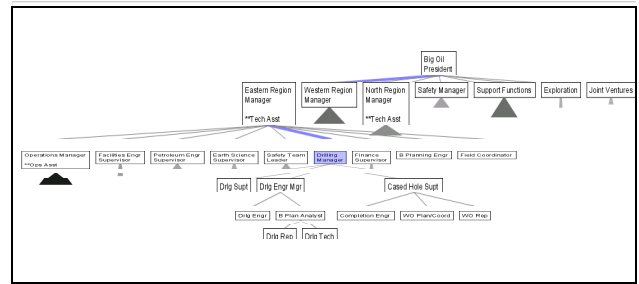 Big Oil
President
Eastern Region
Manager
**Tech Asst
Western Region
Manager
North Region
Manager
**Tech Asst
Safety Manager
Support Functions
Exploration
Joint Ventures
Operations Manager
**Ops Asst
Facilities Engr
Supervisor
Petroleum Engr
Supervisor
Earth Science
Supervisor
Safety Team
Leader
Drilling
Manager
Finance
Supervisor
B Planning Engr
Field Coordinator
Drlg Supt
Drlg Engr Mgr
Cased Hole Supt
Drlg Engr
B Plan Analyst
Completion Engr
WO Plan/Coord
WO Rep
Drlg Rep
Drlg Tech